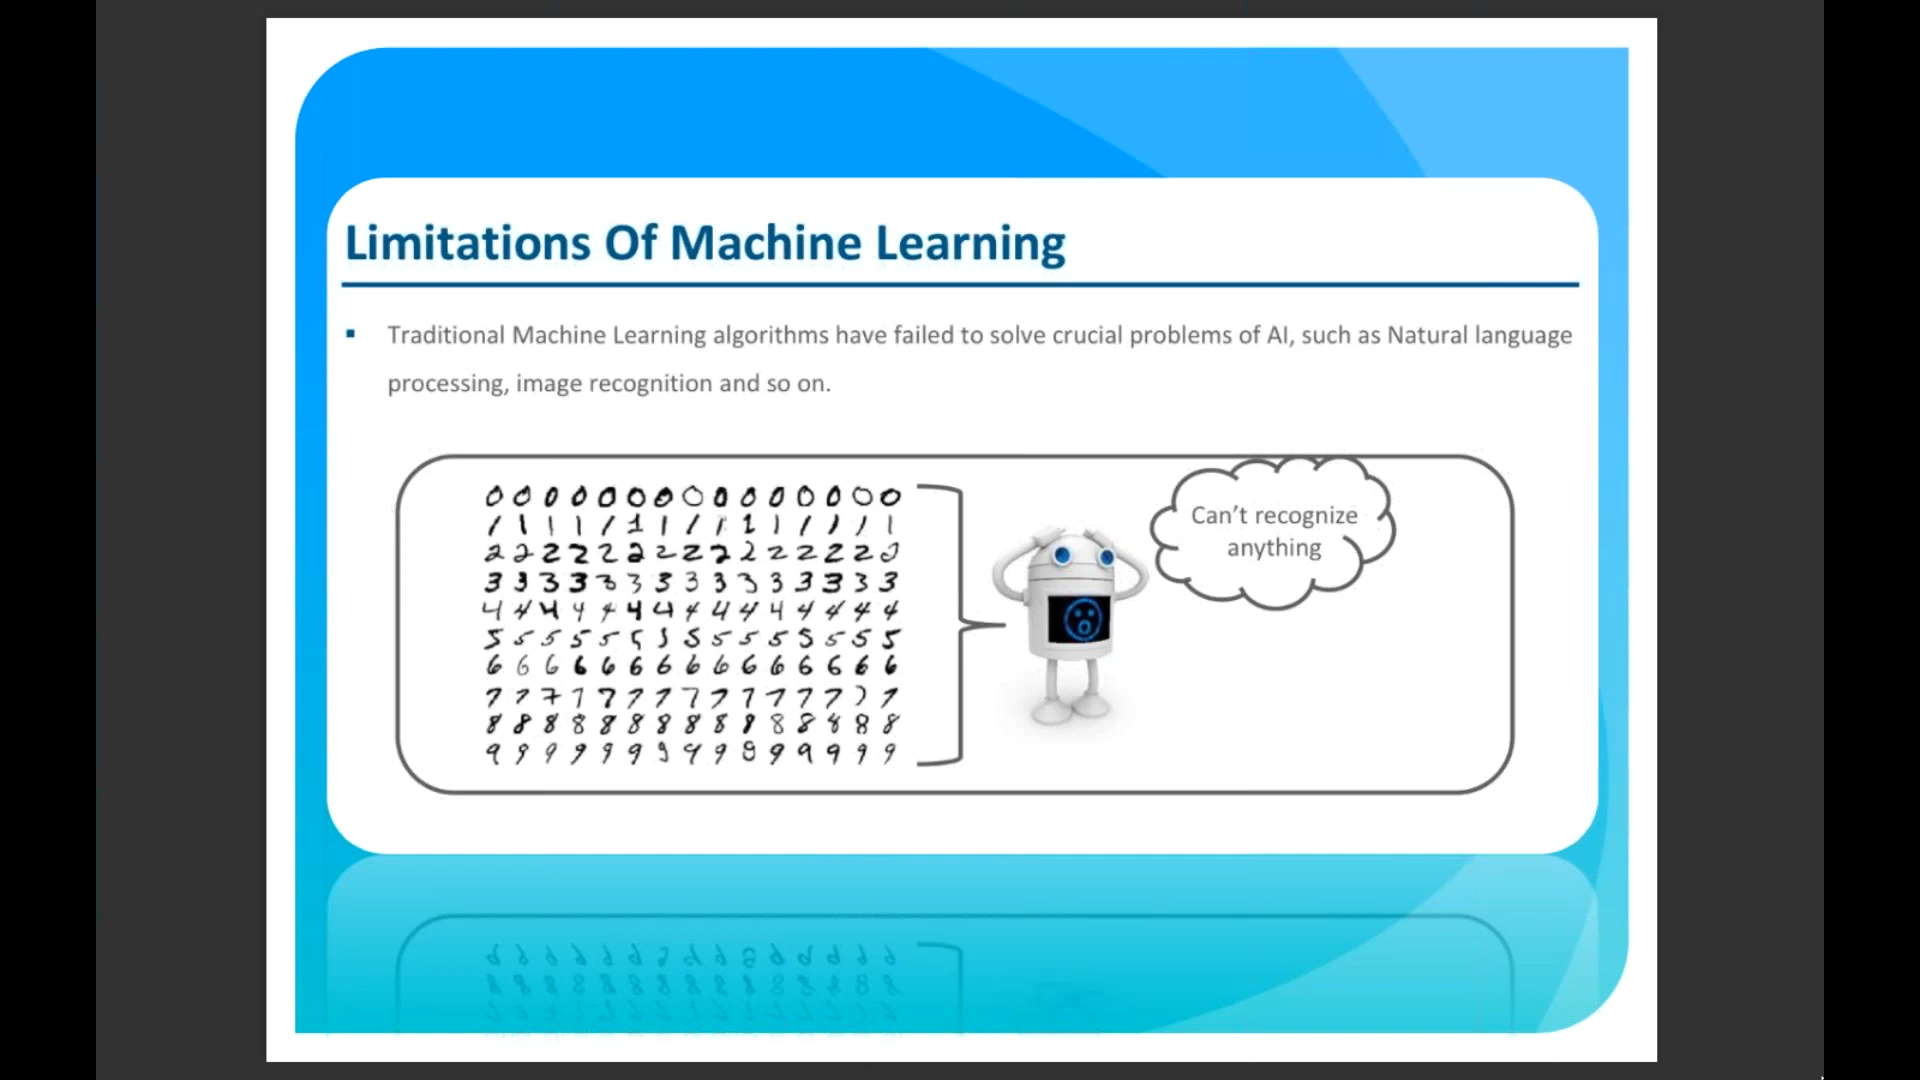 Limitations Of Machine Learning
▪ Traditional Machine Learning algorithms have failed to solve crucial problems of AI, such as Natural language
processing, image recognition and so on.
0 0 0 0 0 0 0 0 0 0 0 0 0 0 0
1 1 1 1 1 1 1 1 1 1 1 1 1 1 1
2 2 2 2 2 2 2 2 2 2 2 2 2 2 2
3 3 3 3 3 3 3 3 3 3 3 3 3 3 3
4 4 4 4 4 4 4 4 4 4 4 4 4 4 4
5 5 5 5 5 5 5 5 5 5 5 5 5 5 5
6 6 6 6 6 6 6 6 6 6 6 6 6 6 6
7 7 7 7 7 7 7 7 7 7 7 7 7 7 7
8 8 8 8 8 8 8 8 8 8 8 8 8 8 8
9 9 9 9 9 9 9 9 9 9 9 9 9 9 9
Can't recognize
anything